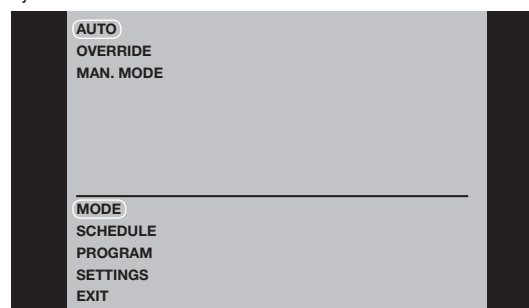 AUTO
OVERRIDE
MAN. MODE
MODE
SCHEDULE
PROGRAM
SETTINGS
EXIT